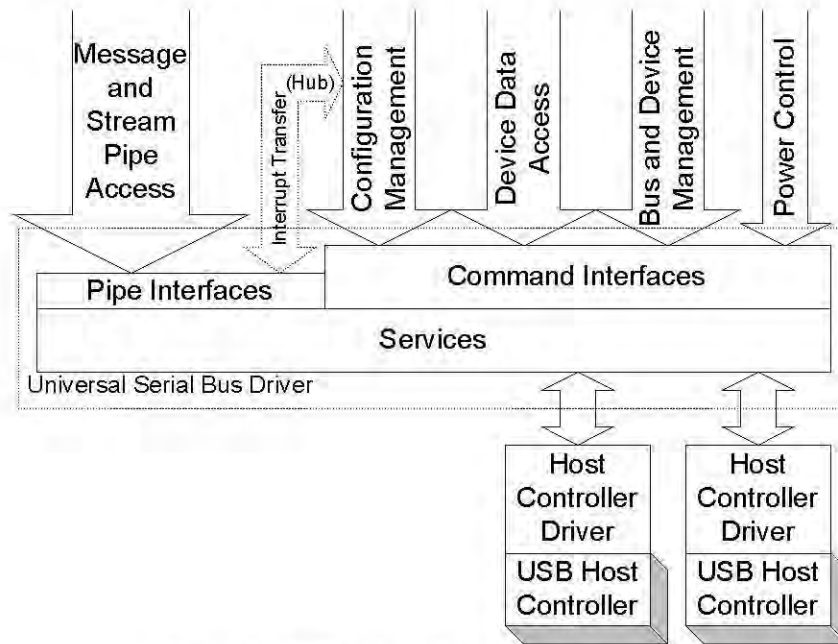 Message
and
Stream
Pipe
Access
Interrupt Transfer
(Hub)
Configuration
Management
Device Data
Access
Bus and Device
Management
Power Control
Pipe Interfaces
Command Interfaces
Services
Universal Serial Bus Driver
Host
Controller
Driver
USB Host
Controller
Host
Controller
Driver
USB Host
Controller